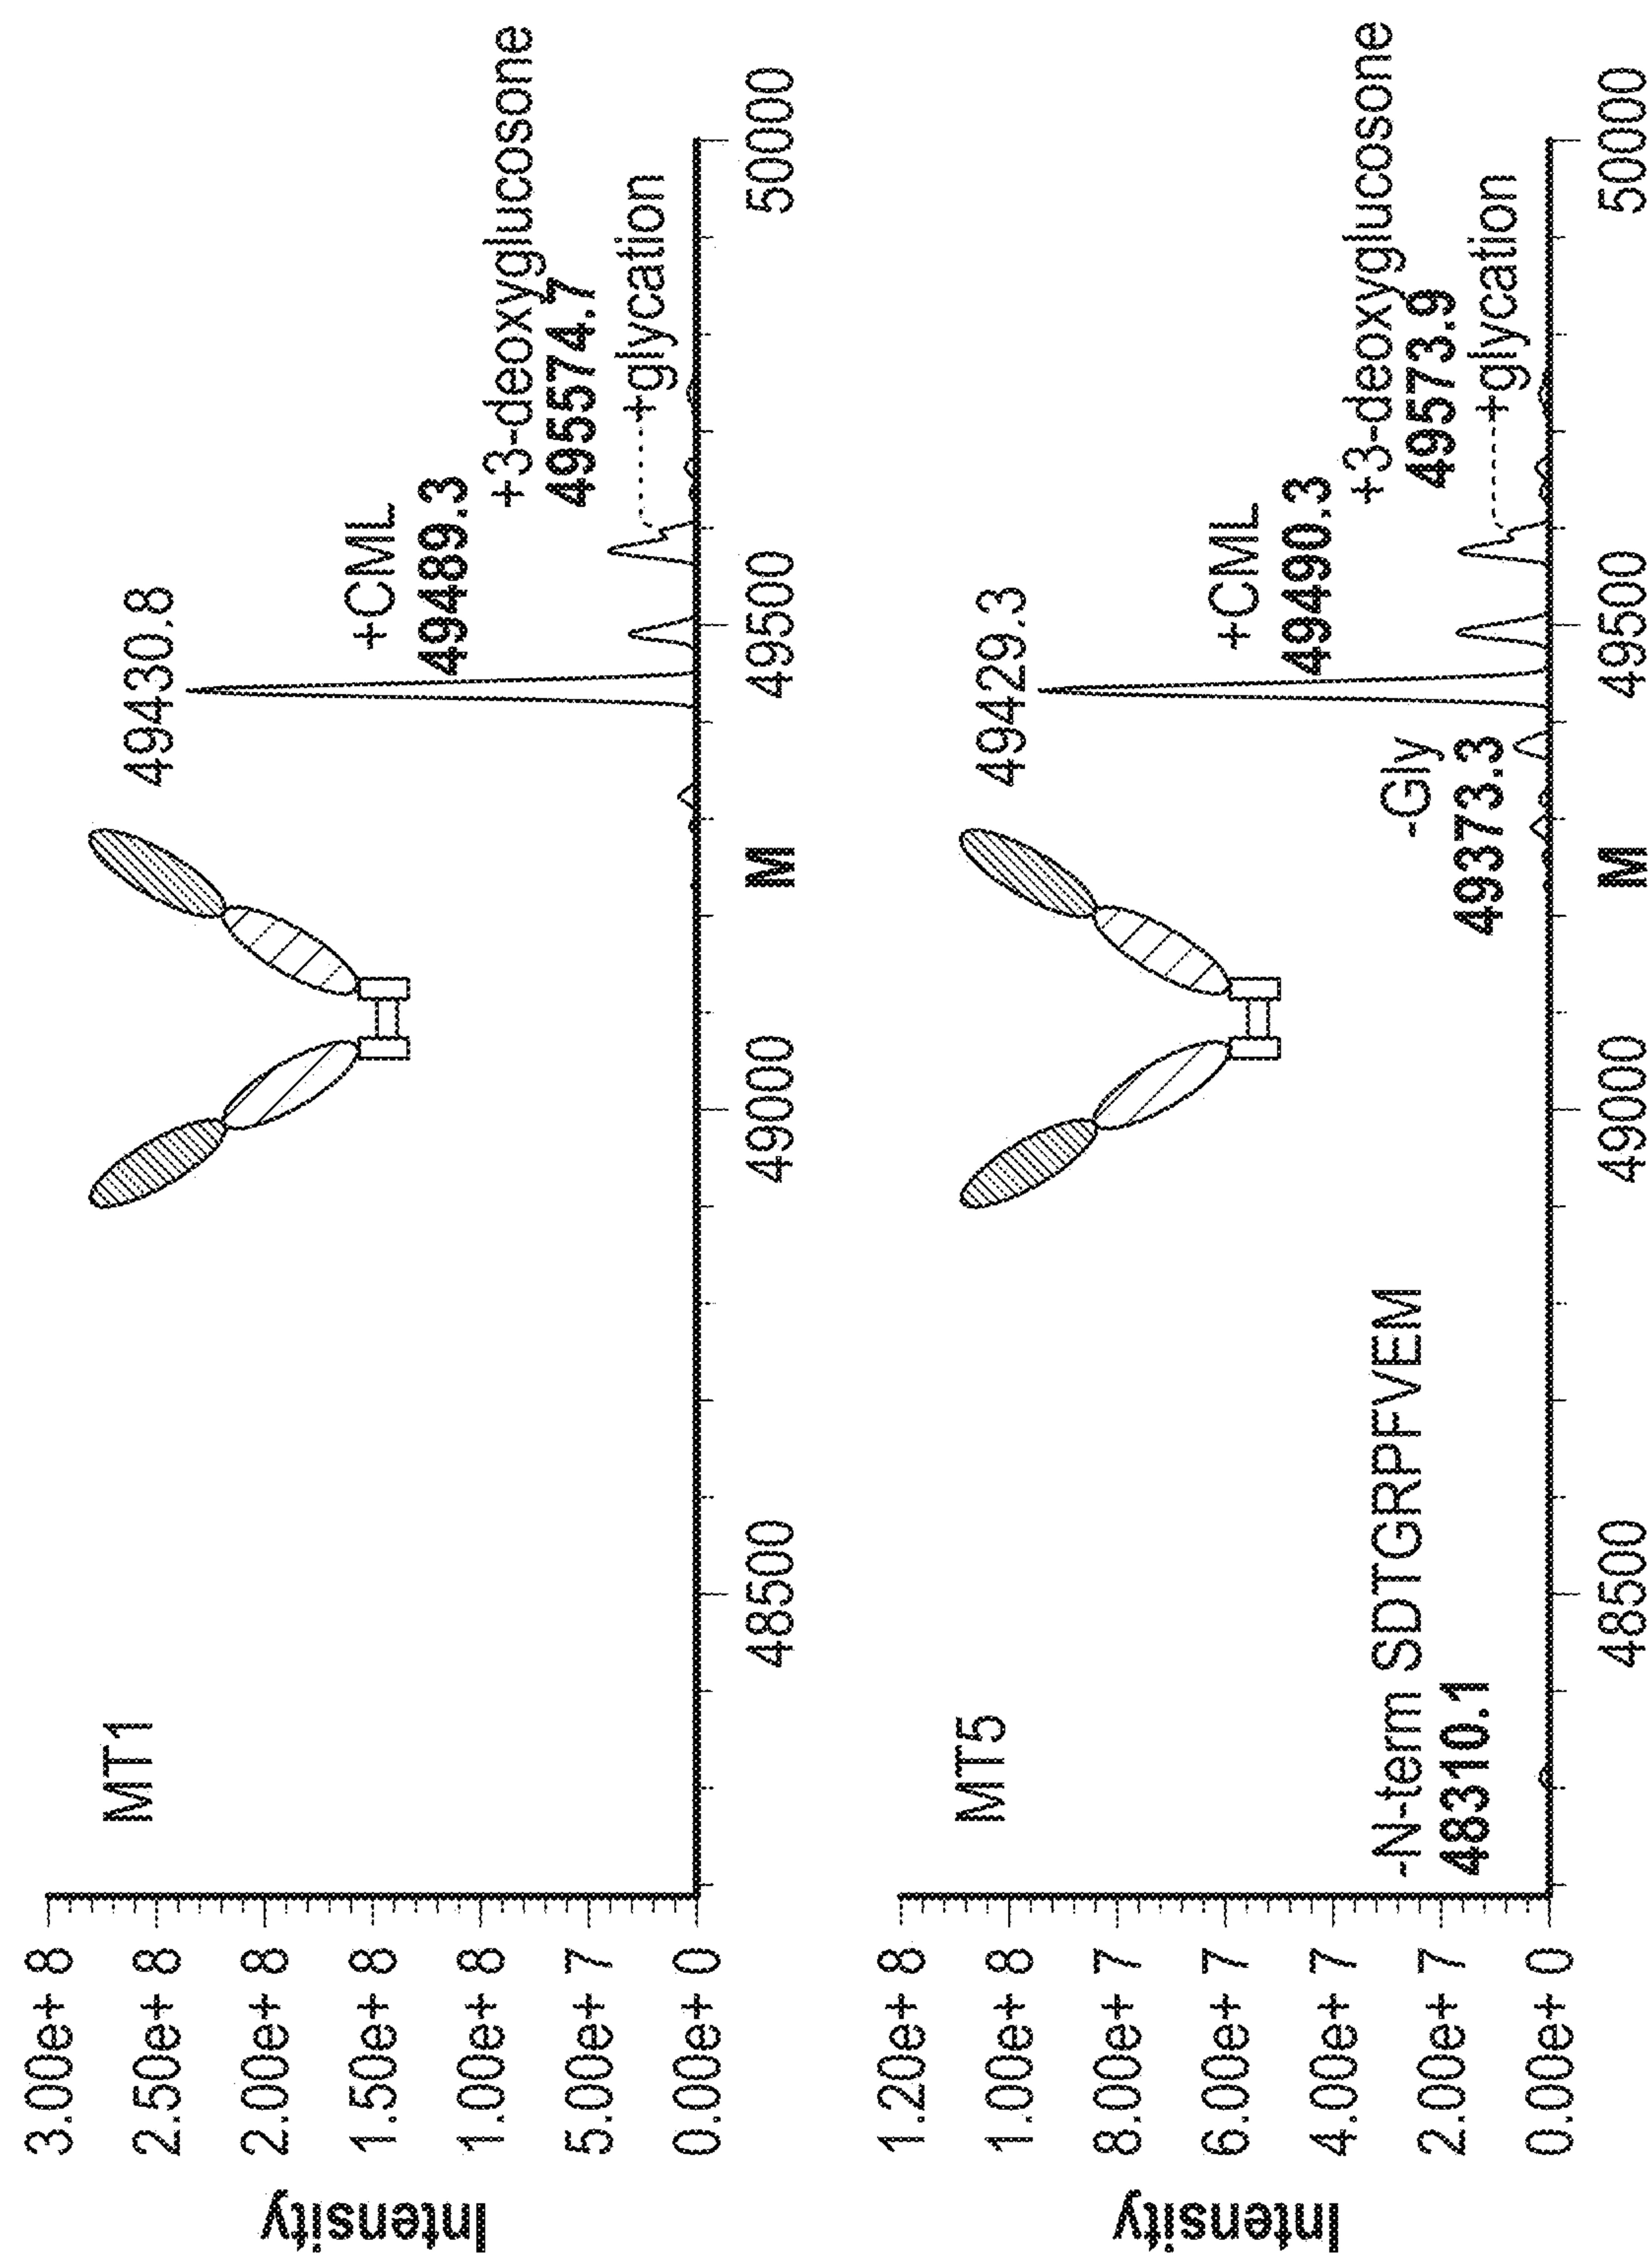 MT1
Intensity
3.00e+ 8
2.50e+ 8
2.00e+ 8
1.50e+ 8
1.00e+ 8
5.00e+ 7
0.00e+ 0
49430.8
+CML
49489.3
+3-deoxyglucosone
49574.7
+glycation
48500
49000
M
49500
50000
MT5
Intensity
1.20e+ 8
1.00e+ 8
8.00e+ 7
6.00e+ 7
4.00e+ 7
2.00e+ 7
0.00e+ 0
-N-term SDTGRPFVEM
48310.1
-Gly
49373.3
49429.3
+CML
49490.3
+3-deoxyglucosone
49573.9
+glycation
48500
49000
M
49500
50000